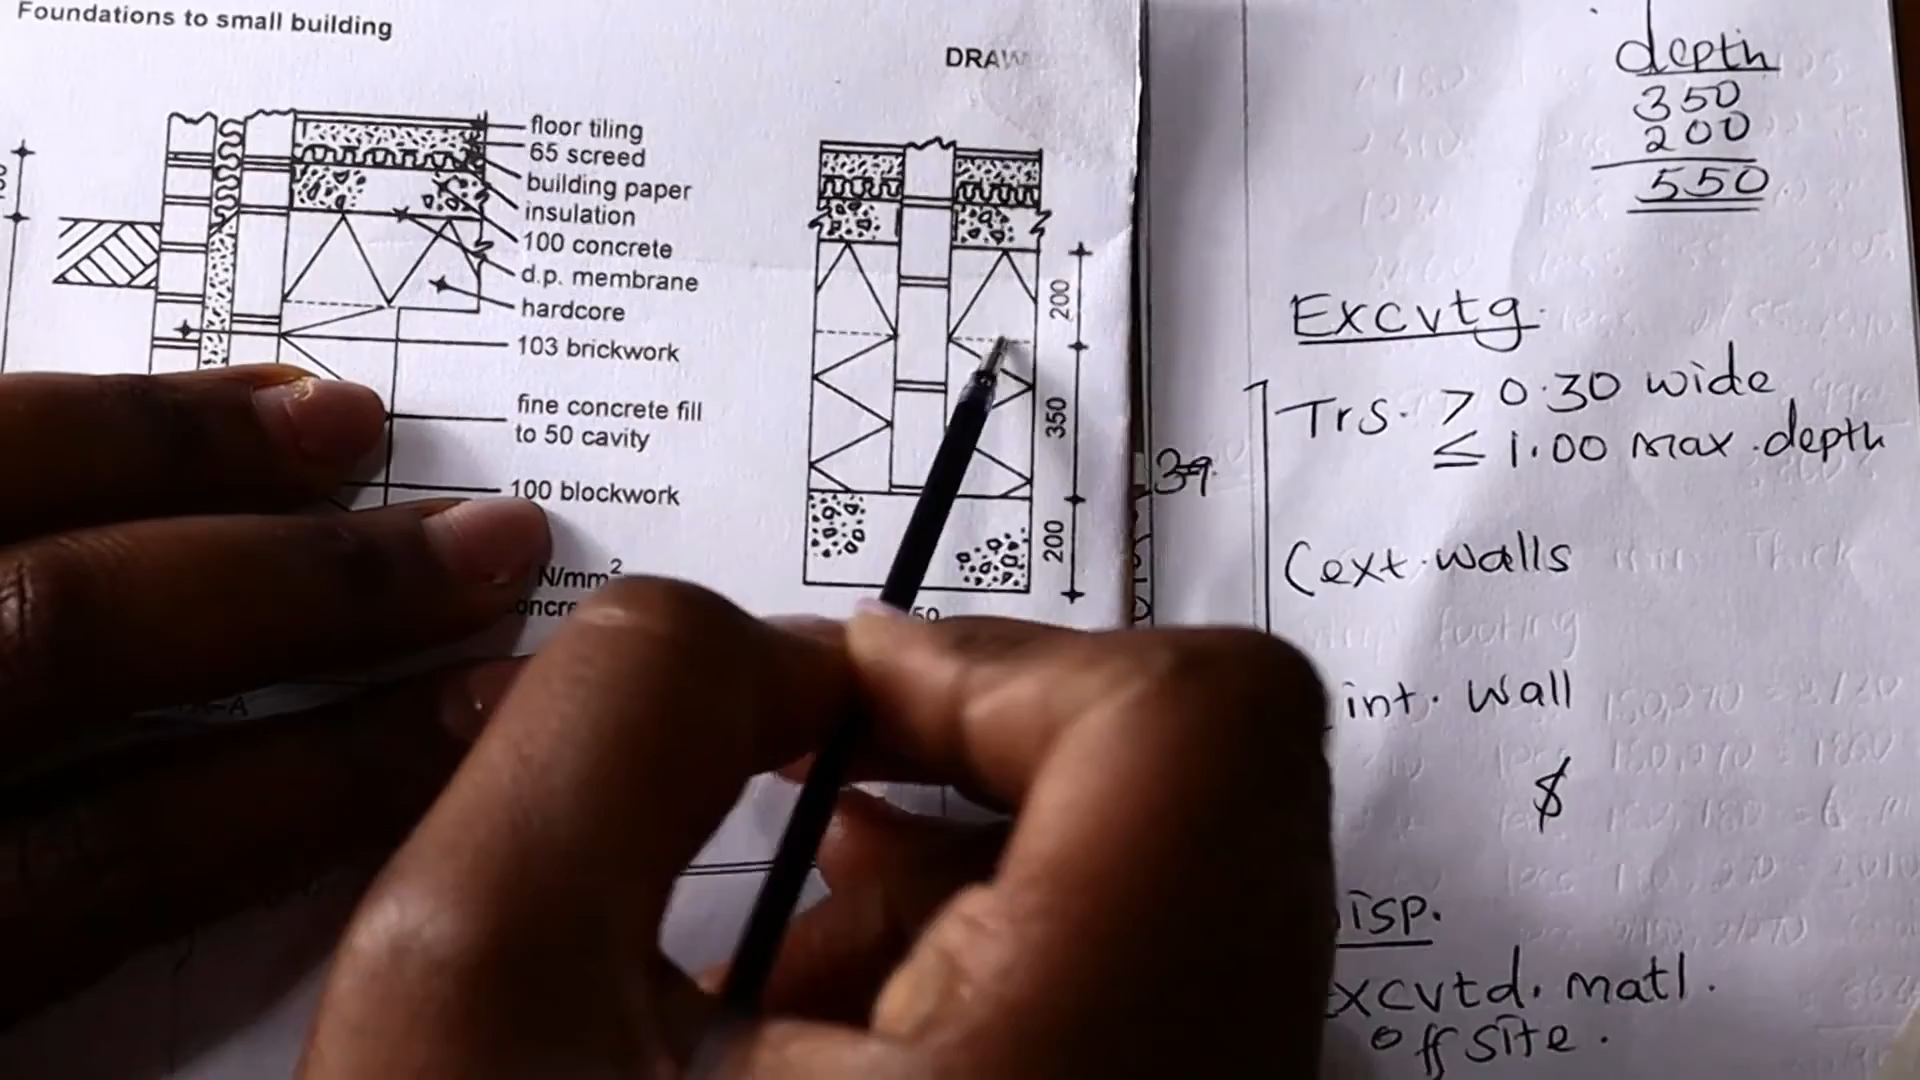 Foundations to small building
DRAW
floor tiling
65 screed
building paper
insulation
100 concrete
d.p. membrane
hardcore
103 brickwork
fine concrete fill
to 50 cavity
100 blockwork
N/mm2
200
350
200
depth
350
200
550
Excvtg.
Trs. > 0.30 wide
≤ 1.00 max.depth
(ext.walls
int. wall
$
isp.
xcvtd. matl.
off site.